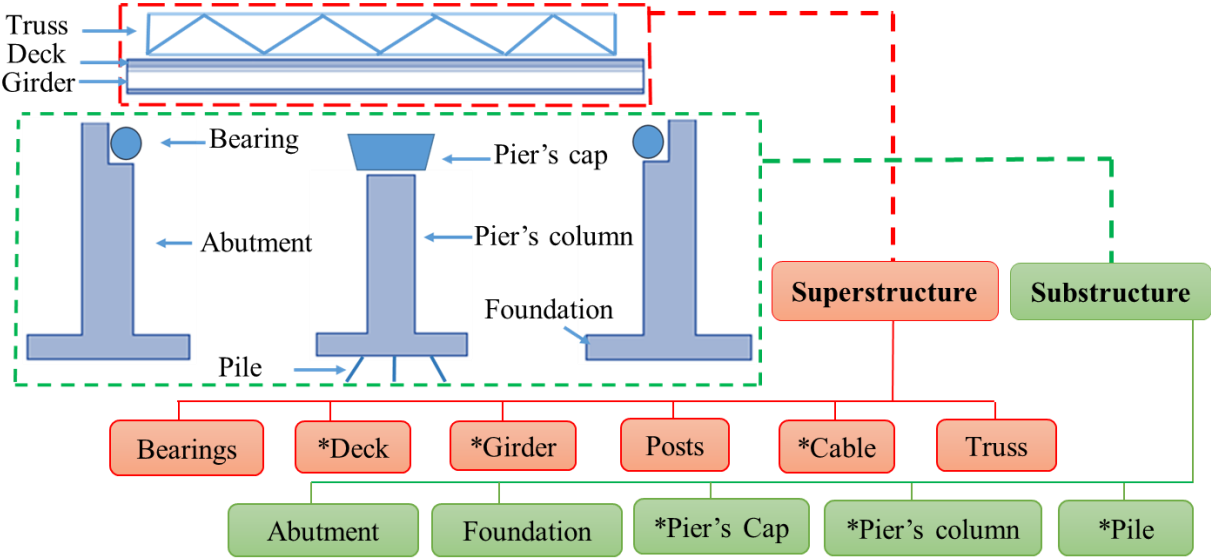 Truss
Deck
Girder
Bearing
Pier's cap
Abutment
Pier's column
Foundation
Pile
Superstructure
Substructure
Bearings
*Deck
*Girder
Posts
*Cable
Truss
Abutment
Foundation
*Pier's Cap
*Pier's column
*Pile